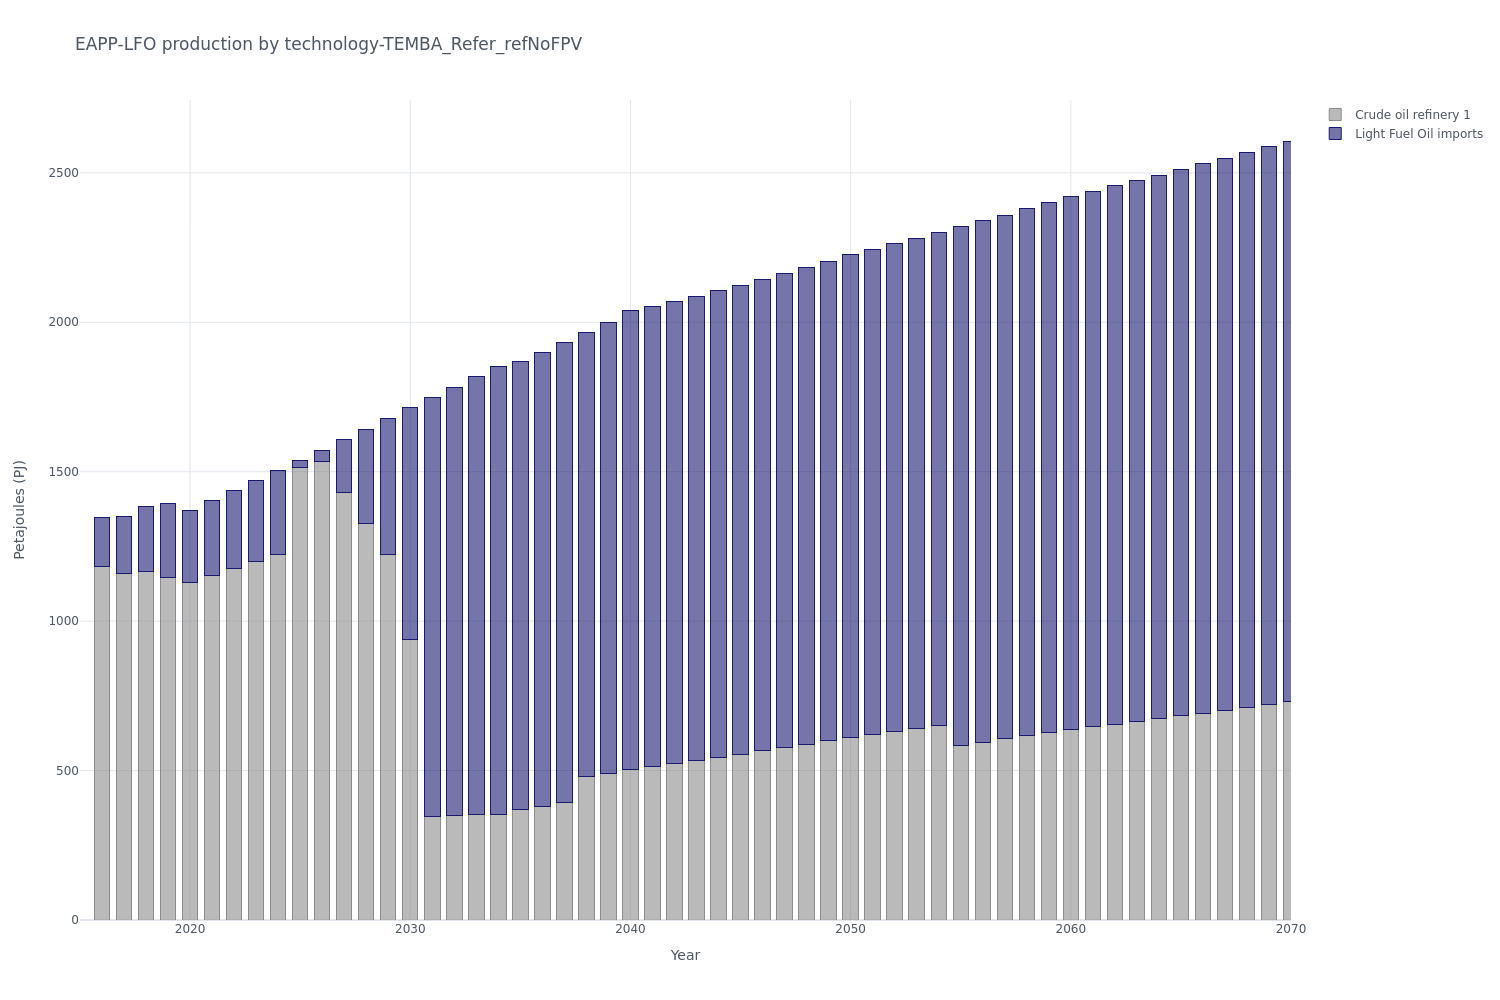 EAPP-LFO production by technology-TEMBA_Refer_refNoFPV
Crude oil refinery 1
Light Fuel Oil imports
2500
2000
1500
1000
500
0
Petajoules (PJ)
2020
2030
2040
2050
2060
2070
Year